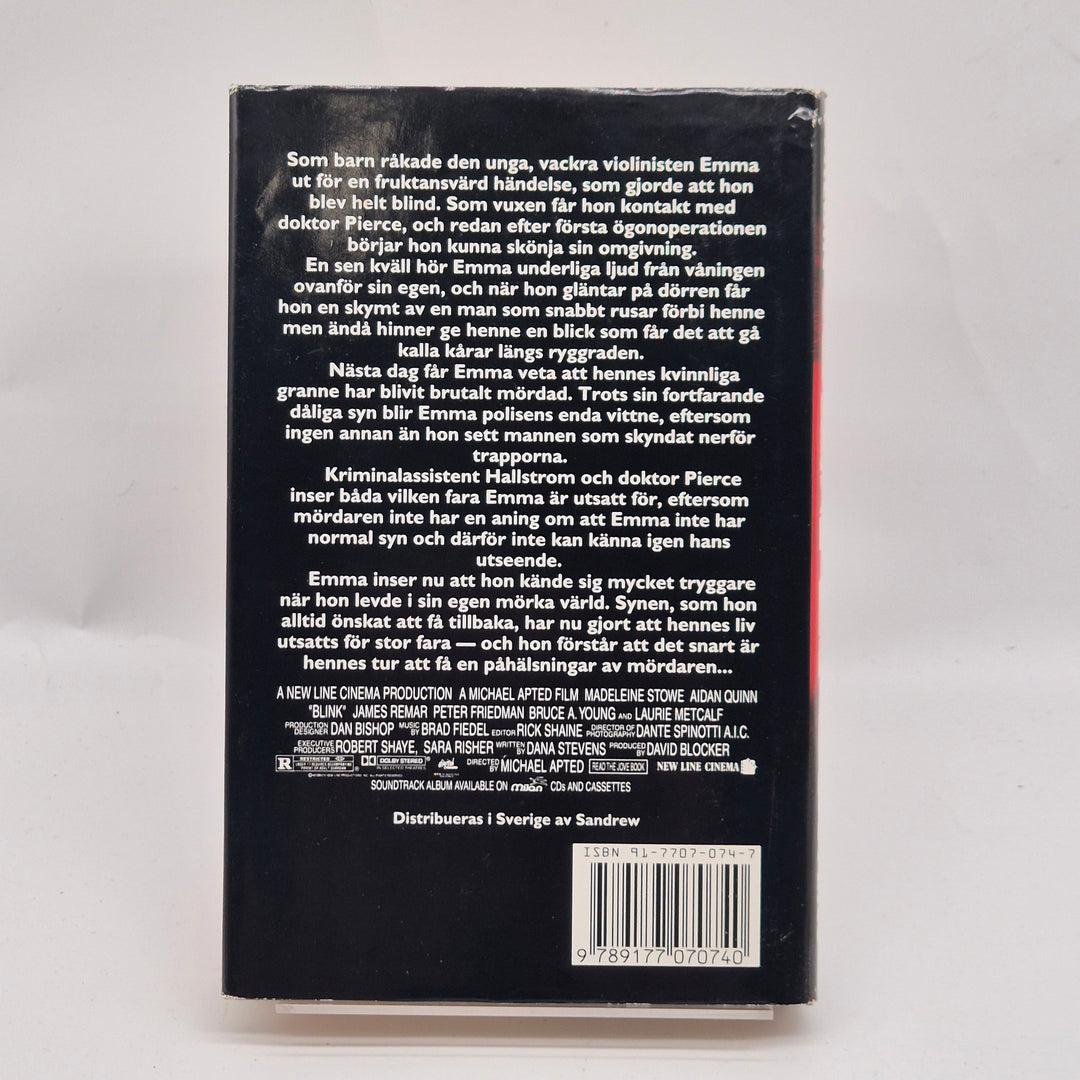 Som barn råkade den unga, vackra violinisten Emma
ut för en fruktansvärd händelse, som gjorde att hon
blev helt blind. Som vuxen får hon kontakt med
doktor Pierce, och redan efter första ögonoperationen
börjar hon kunna skönja sin omgivning.
En sen kväll hör Emma underliga ljud från våningen
ovanför sin egen, och när hon gläntar på dörren får
hon en skymt av en man som snabbt rusar förbi henne
men ändå hinner ge henne en blick som får det att gå
kalla kårar längs ryggraden.
Nästa dag får Emma veta att hennes kvinnliga
granne har blivit brutalt mördad. Trots sin fortfarande
dåliga syn blir Emma polisens enda vittne, eftersom
ingen annan än hon sett mannen som skyndat nerför
trapporna.
Kriminalassistent Hallstrom och doktor Pierce
inser båda vilken fara Emma är utsatt för, eftersom
mördaren inte har en aning om att Emma inte har
normal syn och därför inte kan känna igen hans
utseende.
Emma inser nu att hon kände sig mycket tryggare
när hon levde i sin egen mörka värld. Synen, som hon
alltid önskat att få tillbaka, har nu gjort att hennes liv
utsatts för stor fara — och hon förstår att det snart är
hennes tur att få en påhälsningar av mördaren...
A NEW LINE CINEMA PRODUCTION A MICHAEL APTED FILM MADELEINE STOWE AIDAN QUINN
"BLINK" JAMES REMAR PETER FRIEDMAN BRUCE A. YOUNG AND LAURIE METCALF
PRODUCTION DESIGNER DAN BISHOP MUSIC BY BRAD FIEDEL EDITOR RICK SHAINE DIRECTOR OF PHOTOGRAPHY DANTE SPINOTTI A.I.C.
EXECUTIVE PRODUCERS ROBERT SHAYE, SARA RISHER WRITTEN BY DANA STEVENS PRODUCED BY DAVID BLOCKER
R RESTRICTED DOLBY STEREO IN SELECTED THEATRES DIRECTED BY MICHAEL APTED READ THE JOVE BOOK NEW LINE CINEMA
SOUNDTRACK ALBUM AVAILABLE ON milan CDs AND CASSETTES
Distribueras i Sverige av Sandrew
ISBN 91-7707-074-7
9 789177 070740